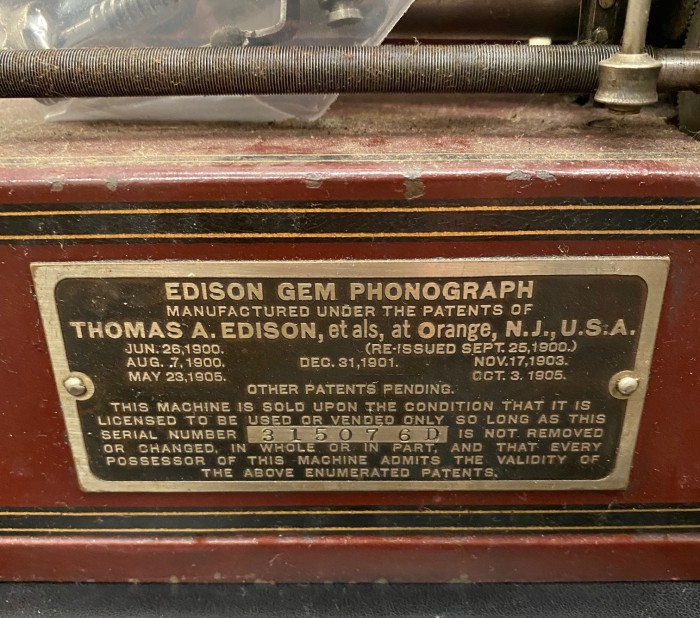 EDISON GEM PHONOGRAPH
MANUFACTURED UNDER THE PATENTS OF
THOMAS A. EDISON, et als, at Orange, N.J., U.S.A.
JUN. 26, 1900. (RE-ISSUED SEPT. 25, 1900.)
AUG. 7, 1900. DEC. 31, 1901. NOV. 17, 1903.
MAY 23, 1905. OCT. 3. 1905.
OTHER PATENTS PENDING.
THIS MACHINE IS SOLD UPON THE CONDITION THAT IT IS
LICENSED TO BE USED OR VENDED ONLY SO LONG AS THIS
SERIAL NUMBER 315076D IS NOT REMOVED
OR CHANGED, IN WHOLE OR IN PART, AND THAT EVERY
POSSESSOR OF THIS MACHINE ADMITS THE VALIDITY OF
THE ABOVE ENUMERATED PATENTS.